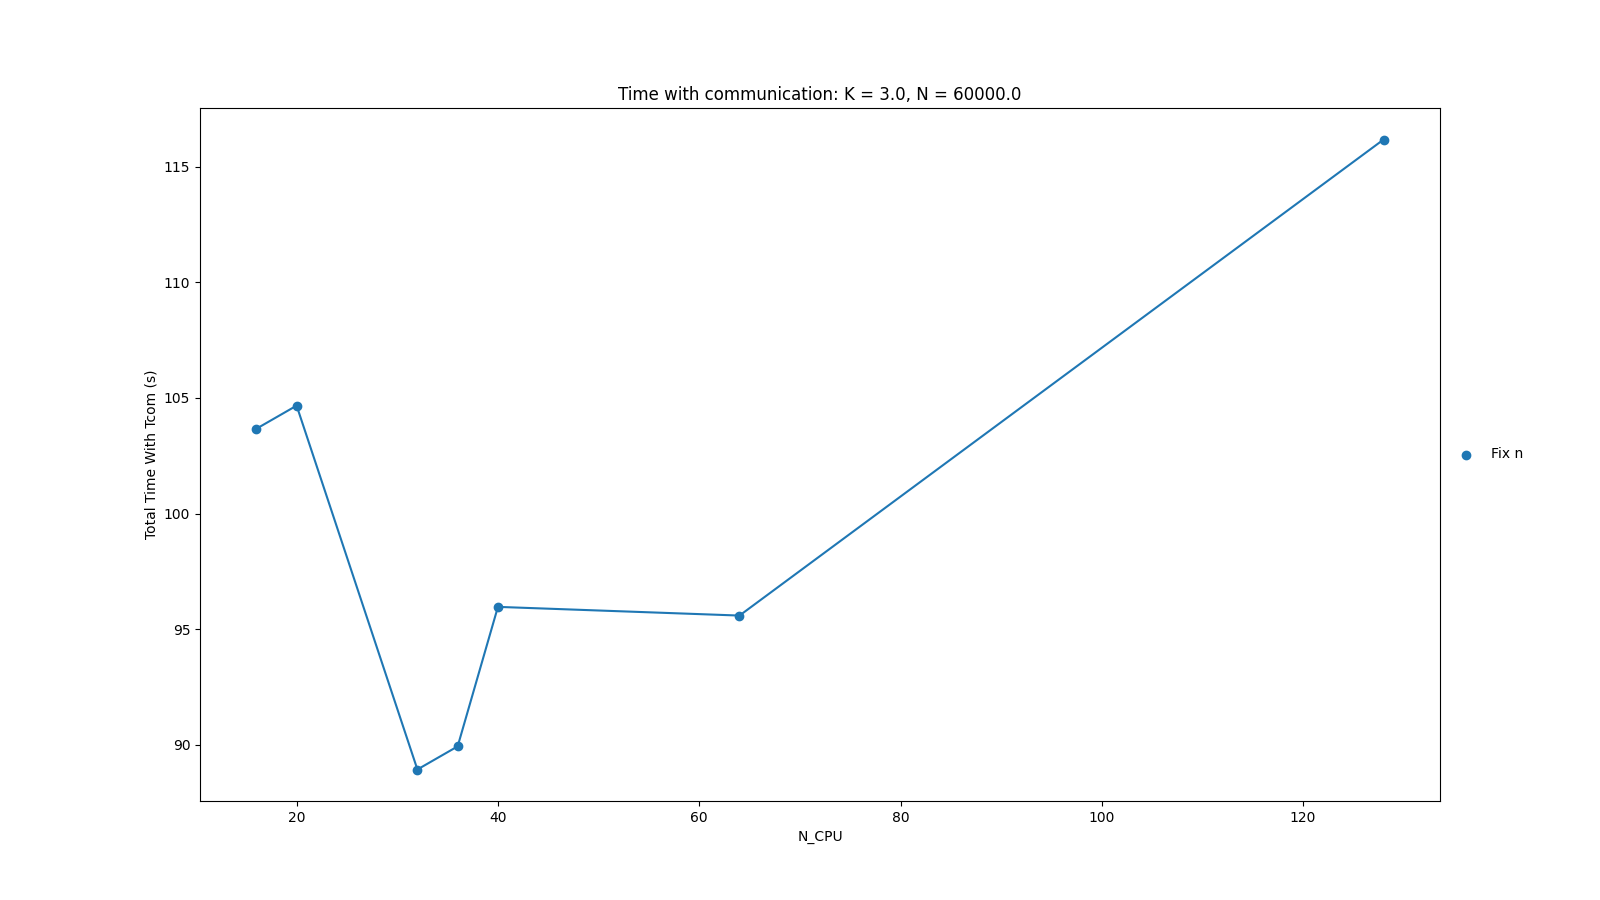 Time with communication: K = 3.0, N = 60000.0
115
110
105
100
95
90
Total Time With Tcom (s)
Fix n
20 40 60 80 100 120
N_CPU